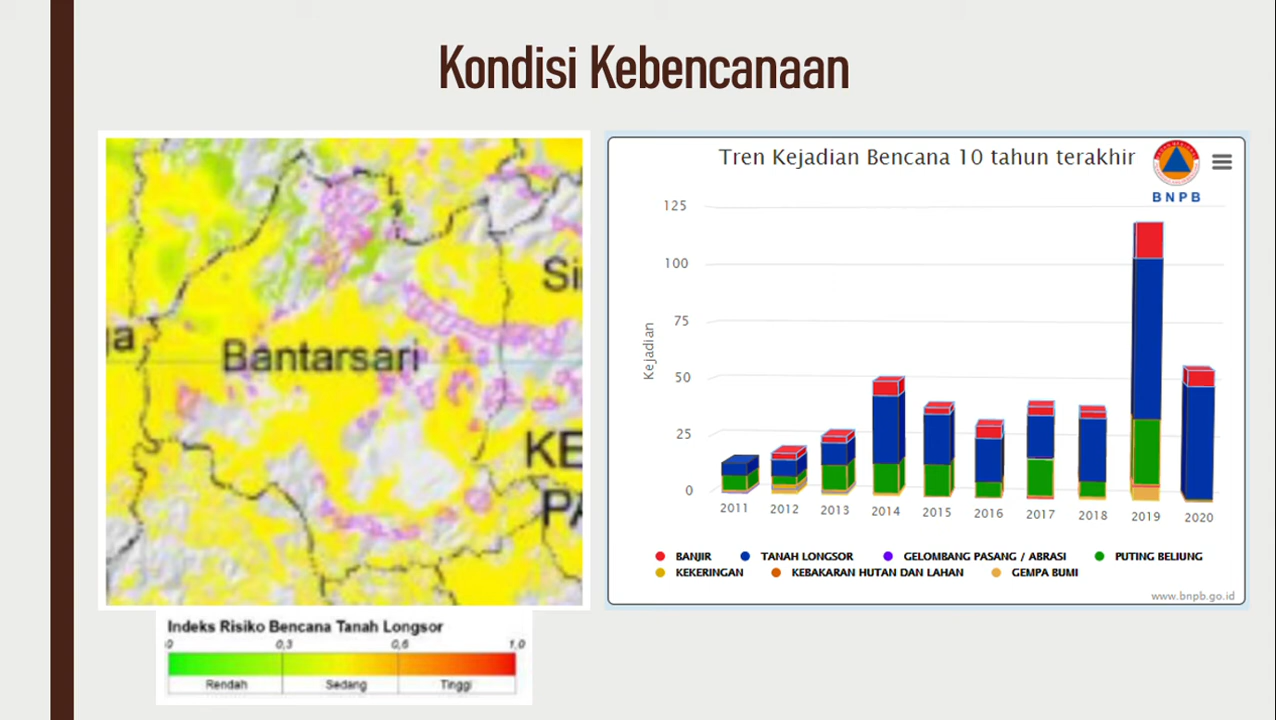 Kondisi Kebencanaan
Bantarsari
Indeks Risiko Bencana Tanah Longsor
0 0,3 0,6 1,0
Rendah Sedang Tinggi
Tren Kejadian Bencana 10 tahun terakhir
BNPB
125
100
75
50
25
0
Kejadian
2011 2012 2013 2014 2015 2016 2017 2018 2019 2020
BANJIR TANAH LONGSOR GELOMBANG PASANG / ABRASI PUTING BELIUNG
KEKERINGAN KEBAKARAN HUTAN DAN LAHAN GEMPA BUMI
www.bnpb.go.id